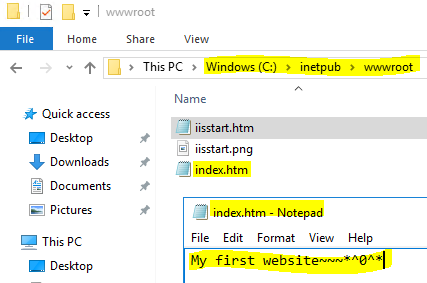 wwwroot
File Home Share View
This PC Windows (C:) inetpub wwwroot
Quick access
Desktop
Downloads
Documents
Pictures
This PC
Desktop
Name
iisstart.htm
iisstart.png
index.htm
index.htm - Notepad
File Edit Format View Help
My first website~~~*^0^*